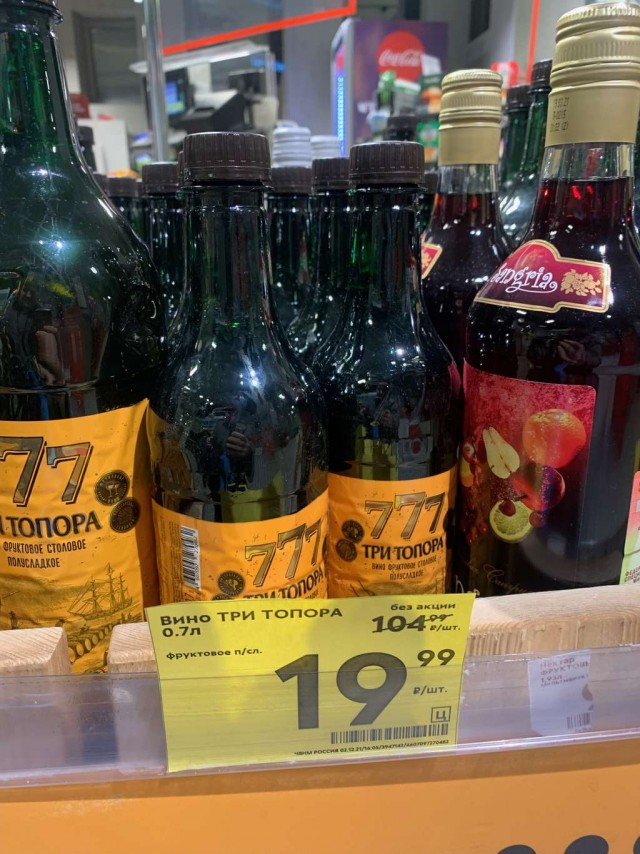 Coca-Cola
Sangria
777
ТРИ ТОПОРА
ФРУКТОВОЕ СТОЛОВОЕ
ПОЛУСЛАДКОЕ
777
ТРИ ТОПОРА
777
ТРИ ТОПОРА
ВИНО ФРУКТОВОЕ СТОЛОВОЕ
ПОЛУСЛАДКОЕ
Вино ТРИ ТОПОРА
0.7л
фруктовое п/сл.
без акции
104 99 ₽/шт.
19 99
₽/шт.
Ц